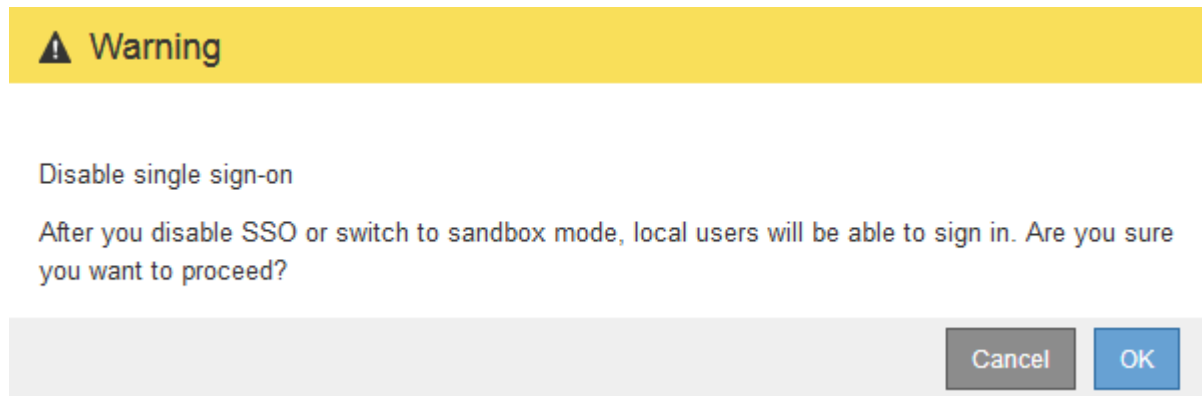 Warning
Disable single sign-on
After you disable SSO or switch to sandbox mode, local users will be able to sign in. Are you sure
you want to proceed?
Cancel OK